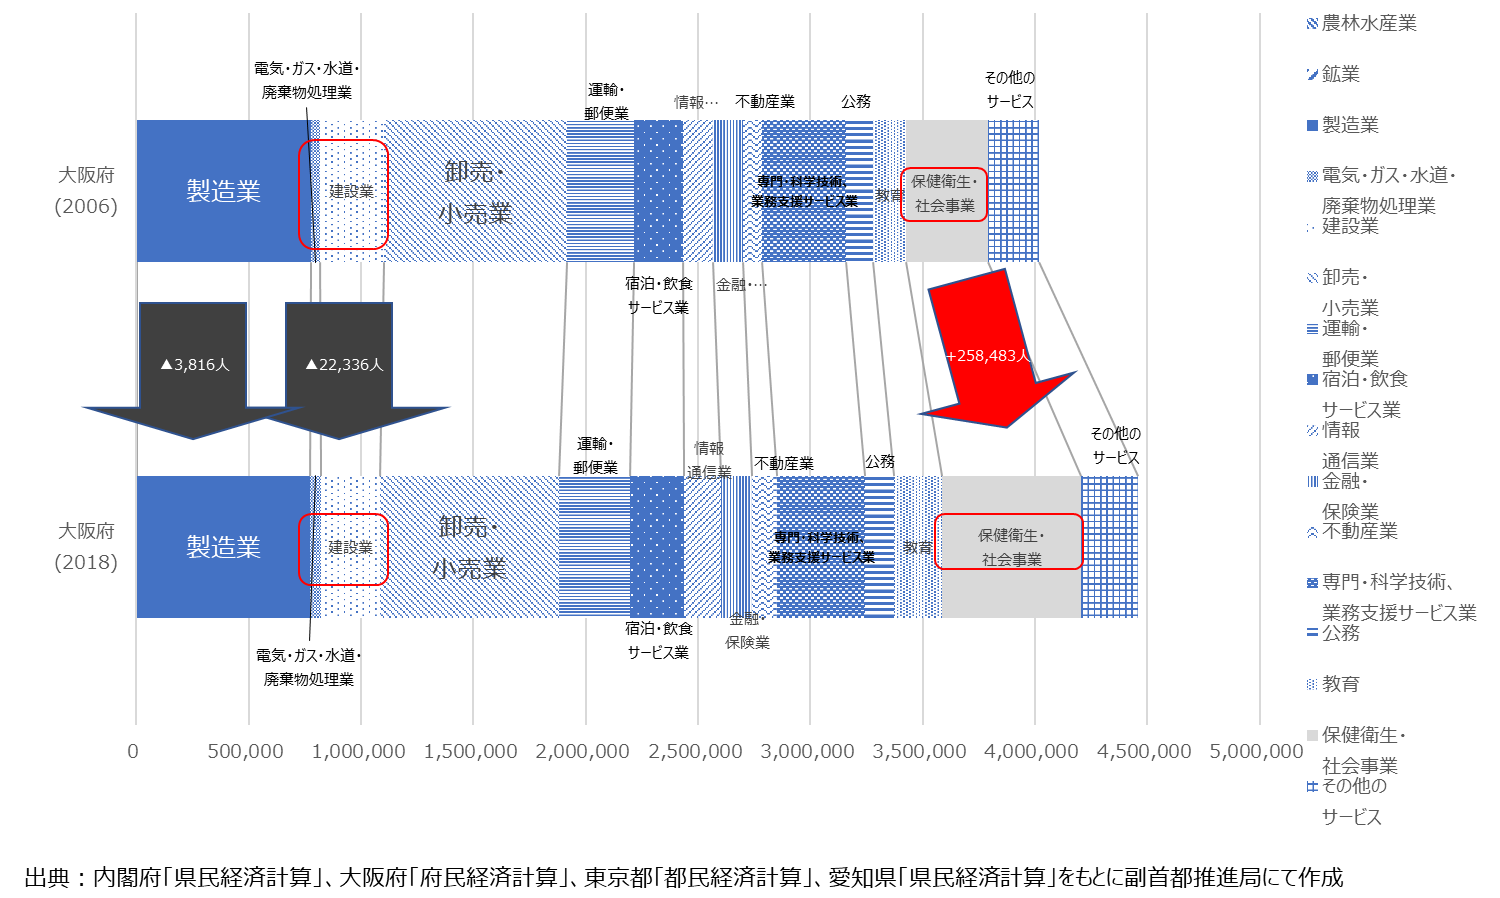 電気・ガス・水道・
廃棄物処理業
運輸・
郵便業
情報…
不動産業
公務
その他の
サービス
大阪府
(2006)
製造業
建設業
卸売・
小売業
専門・科学技術、
業務支援サービス業
教育
保健衛生・
社会事業
宿泊・飲食
サービス業
金融・…
▲3,816人
▲22,336人
+258,483人
運輸・
郵便業
情報
通信業
不動産業
公務
その他の
サービス
大阪府
(2018)
製造業
建設業
卸売・
小売業
専門・科学技術、
業務支援サービス業
教育
保健衛生・
社会事業
宿泊・飲食
サービス業
金融・
保険業
電気・ガス・水道・
廃棄物処理業
0
500,000
1,000,000
1,500,000
2,000,000
2,500,000
3,000,000
3,500,000
4,000,000
4,500,000
5,000,000
農林水産業
鉱業
製造業
電気・ガス・水道・
廃棄物処理業
建設業
卸売・
小売業
運輸・
郵便業
宿泊・飲食
サービス業
情報
通信業
金融・
保険業
不動産業
専門・科学技術、
業務支援サービス業
公務
教育
保健衛生・
社会事業
その他の
サービス
出典：内閣府「県民経済計算」、大阪府「府民経済計算」、東京都「都民経済計算」、愛知県「県民経済計算」をもとに副首都推進局にて作成